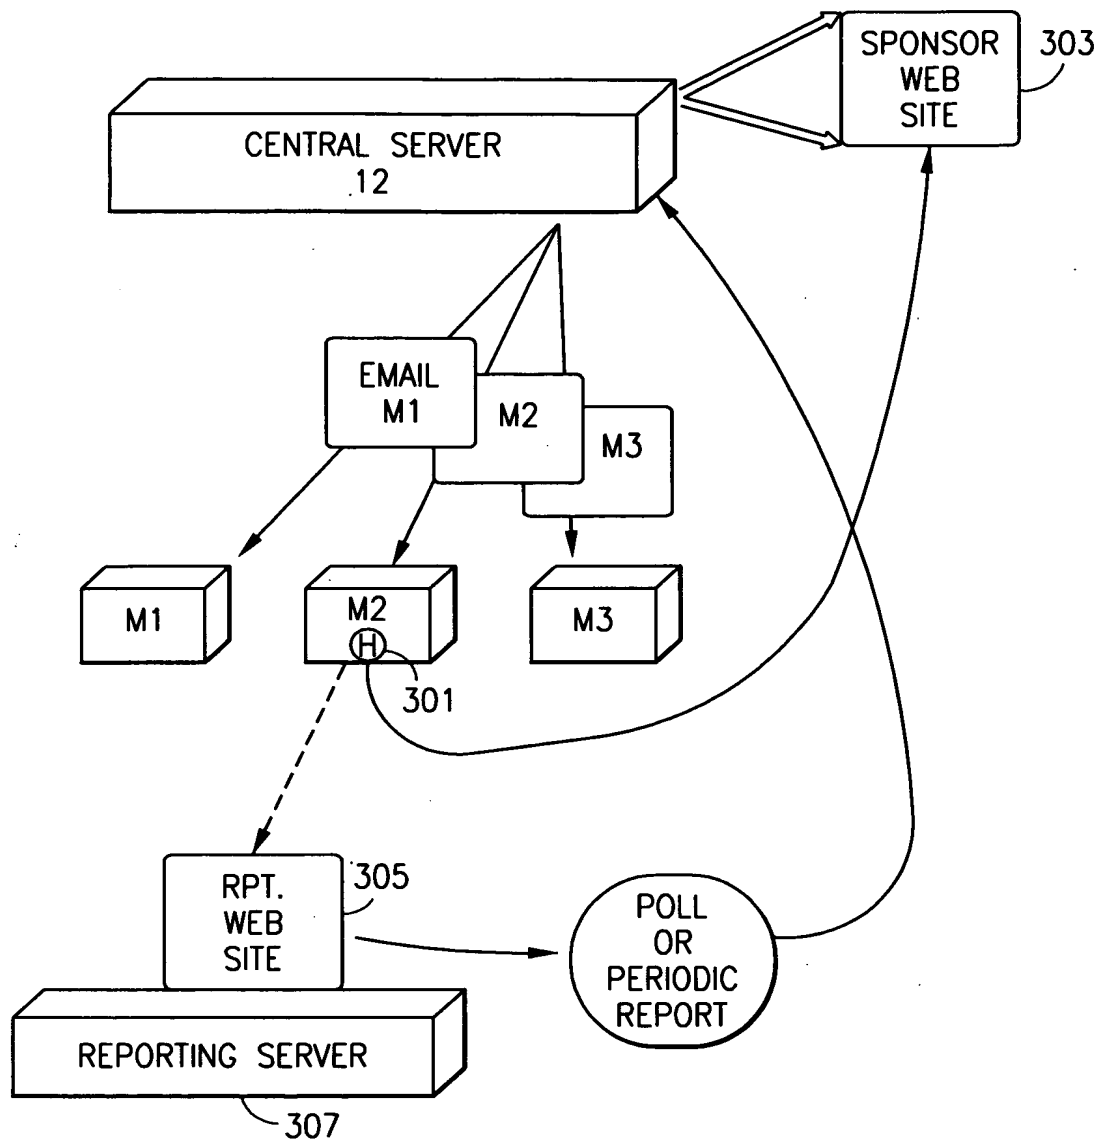 SPONSOR
WEB
SITE
303
CENTRAL SERVER
12
EMAIL
M1
M2
M3
M1
M2
H
M3
301
RPT.
WEB
SITE
305
POLL
OR
PERIODIC
REPORT
REPORTING SERVER
307